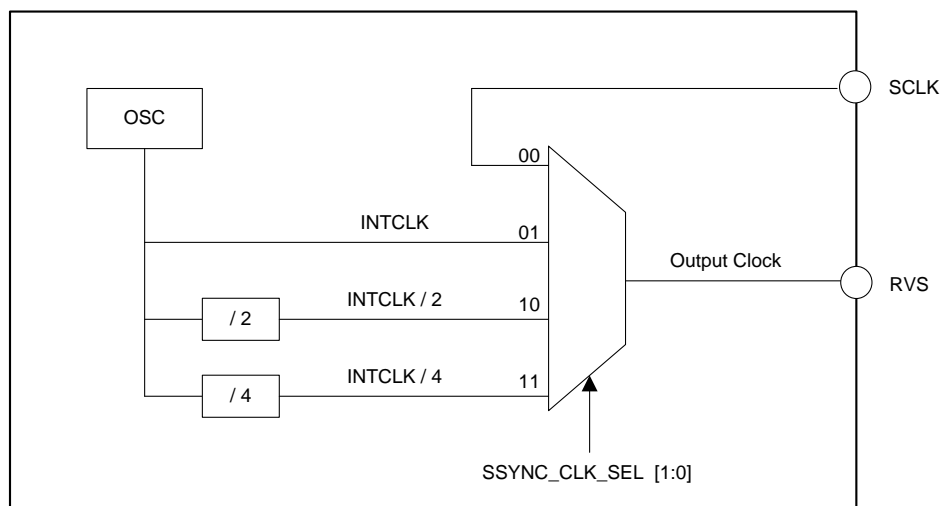 SCLK
OSC
00
INTCLK
01
Output Clock
RVS
INTCLK / 2
10
/ 2
INTCLK / 4
11
/ 4
SSYNC_CLK_SEL [1:0]